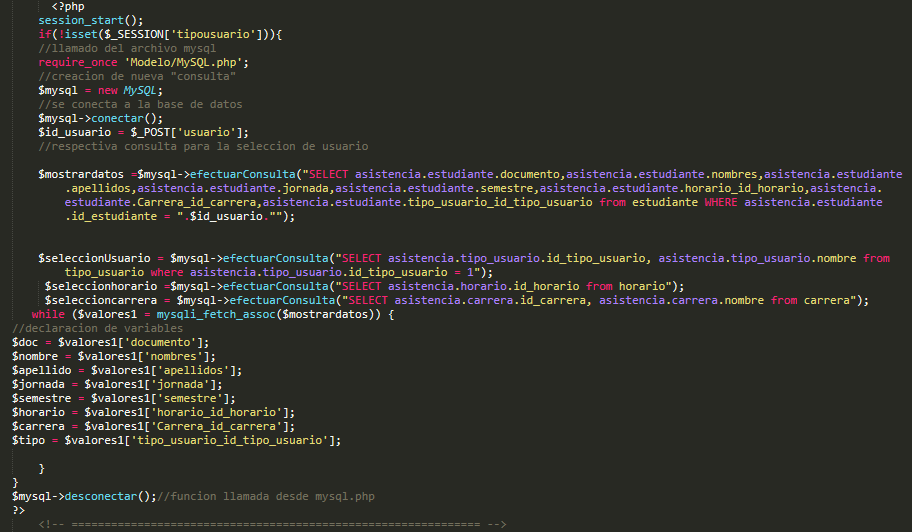 <?php
session_start();
if(!isset($_SESSION['tipousuario'])){
//llamado del archivo mysql
require_once 'Modelo/MySQL.php';
//creacion de nueva "consulta"
$mysql = new MySQL;
//se conecta a la base de datos
$mysql->conectar();
$id_usuario = $_POST['usuario'];
//respectiva consulta para la seleccion de usuario
$mostrardatos =$mysql->efectuarConsulta("SELECT asistencia.estudiante.documento,asistencia.estudiante.nombres,asistencia.estudiante
.apellidos,asistencia.estudiante.jornada,asistencia.estudiante.semestre,asistencia.estudiante.horario_id_horario,asistencia.
estudiante.Carrera_id_carrera,asistencia.estudiante.tipo_usuario_id_tipo_usuario from estudiante WHERE asistencia.estudiante
.id_estudiante = ".$id_usuario."");
$seleccionUsuario = $mysql->efectuarConsulta("SELECT asistencia.tipo_usuario.id_tipo_usuario, asistencia.tipo_usuario.nombre from
tipo_usuario where asistencia.tipo_usuario.id_tipo_usuario = 1");
$seleccionhorario =$mysql->efectuarConsulta("SELECT asistencia.horario.id_horario from horario");
$seleccioncarrera = $mysql->efectuarConsulta("SELECT asistencia.carrera.id_carrera, asistencia.carrera.nombre from carrera");
while ($valores1 = mysqli_fetch_assoc($mostrardatos)) {
//declaracion de variables
$doc = $valores1['documento'];
$nombre = $valores1['nombres'];
$apellido = $valores1['apellidos'];
$jornada = $valores1['jornada'];
$semestre = $valores1['semestre'];
$horario = $valores1['horario_id_horario'];
$carrera = $valores1['Carrera_id_carrera'];
$tipo = $valores1['tipo_usuario_id_tipo_usuario'];
}
}
$mysql->desconectar();//funcion llamada desde mysql.php
?>
<!-- ============================================================== -->